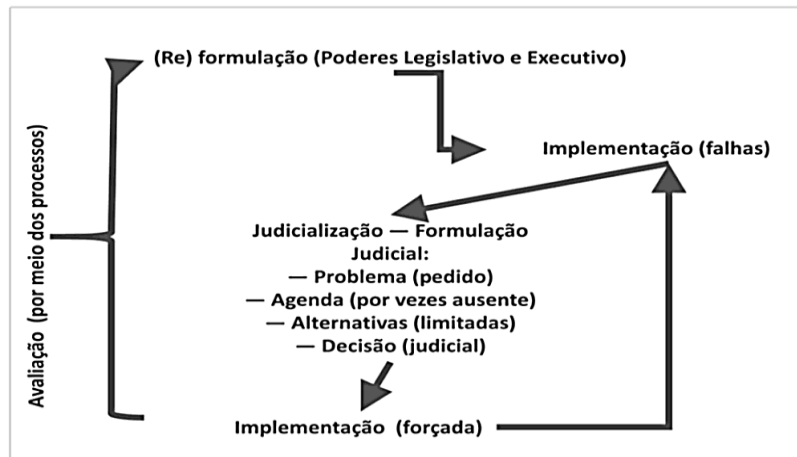 (Re) formulação (Poderes Legislativo e Executivo)
Implementação (falhas)
Judicialização — Formulação
Judicial:
— Problema (pedido)
— Agenda (por vezes ausente)
— Alternativas (limitadas)
— Decisão (judicial)
Implementação (forçada)
Avaliação (por meio dos processos)